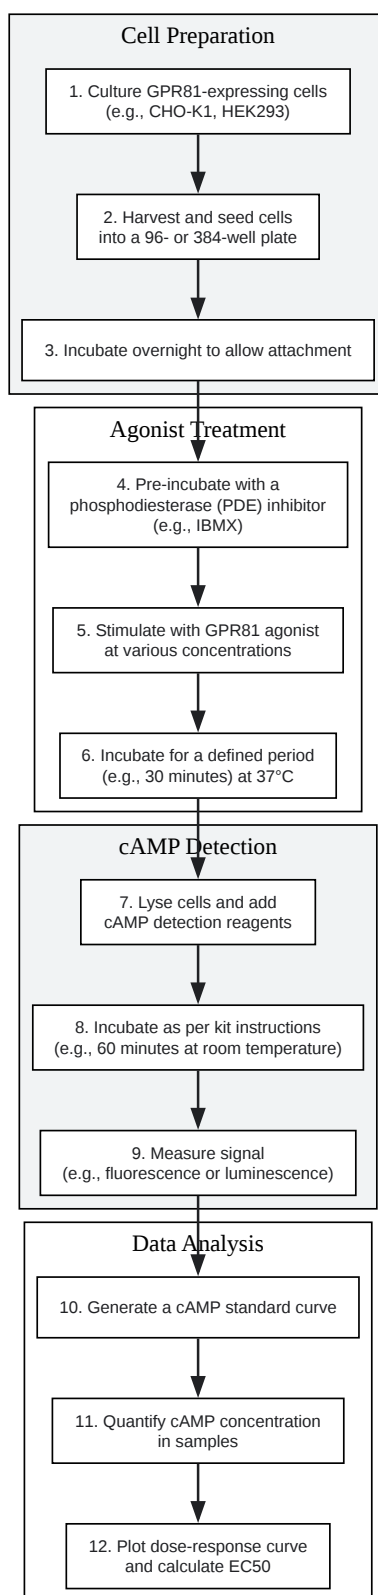 Cell Preparation
1. Culture GPR81-expressing cells
(e.g., CHO-K1, HEK293)
2. Harvest and seed cells
into a 96- or 384-well plate
3. Incubate overnight to allow attachment
Agonist Treatment
4. Pre-incubate with a
phosphodiesterase (PDE) inhibitor
(e.g., IBMX)
5. Stimulate with GPR81 agonist
at various concentrations
6. Incubate for a defined period
(e.g., 30 minutes) at 37°C
cAMP Detection
7. Lyse cells and add
cAMP detection reagents
8. Incubate as per kit instructions
(e.g., 60 minutes at room temperature)
9. Measure signal
(e.g., fluorescence or luminescence)
Data Analysis
10. Generate a cAMP standard curve
11. Quantify cAMP concentration
in samples
12. Plot dose-response curve
and calculate EC50